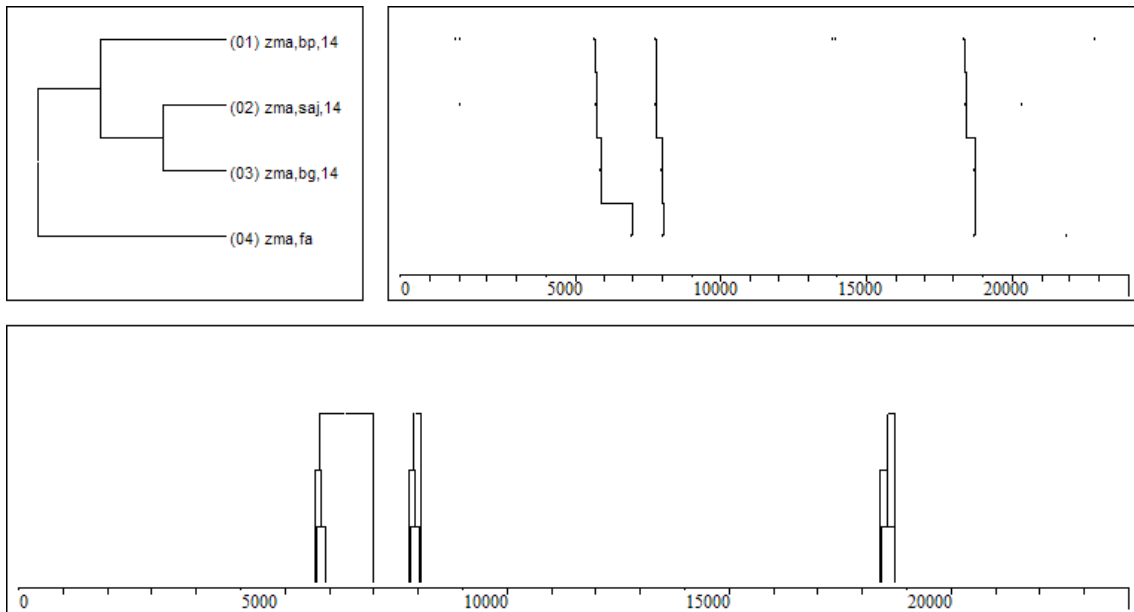 (01) zma,bp,14
(02) zma,saj,14
(03) zma,bg,14
(04) zma,fa
0 5000 10000 15000 20000
0 5000 10000 15000 20000